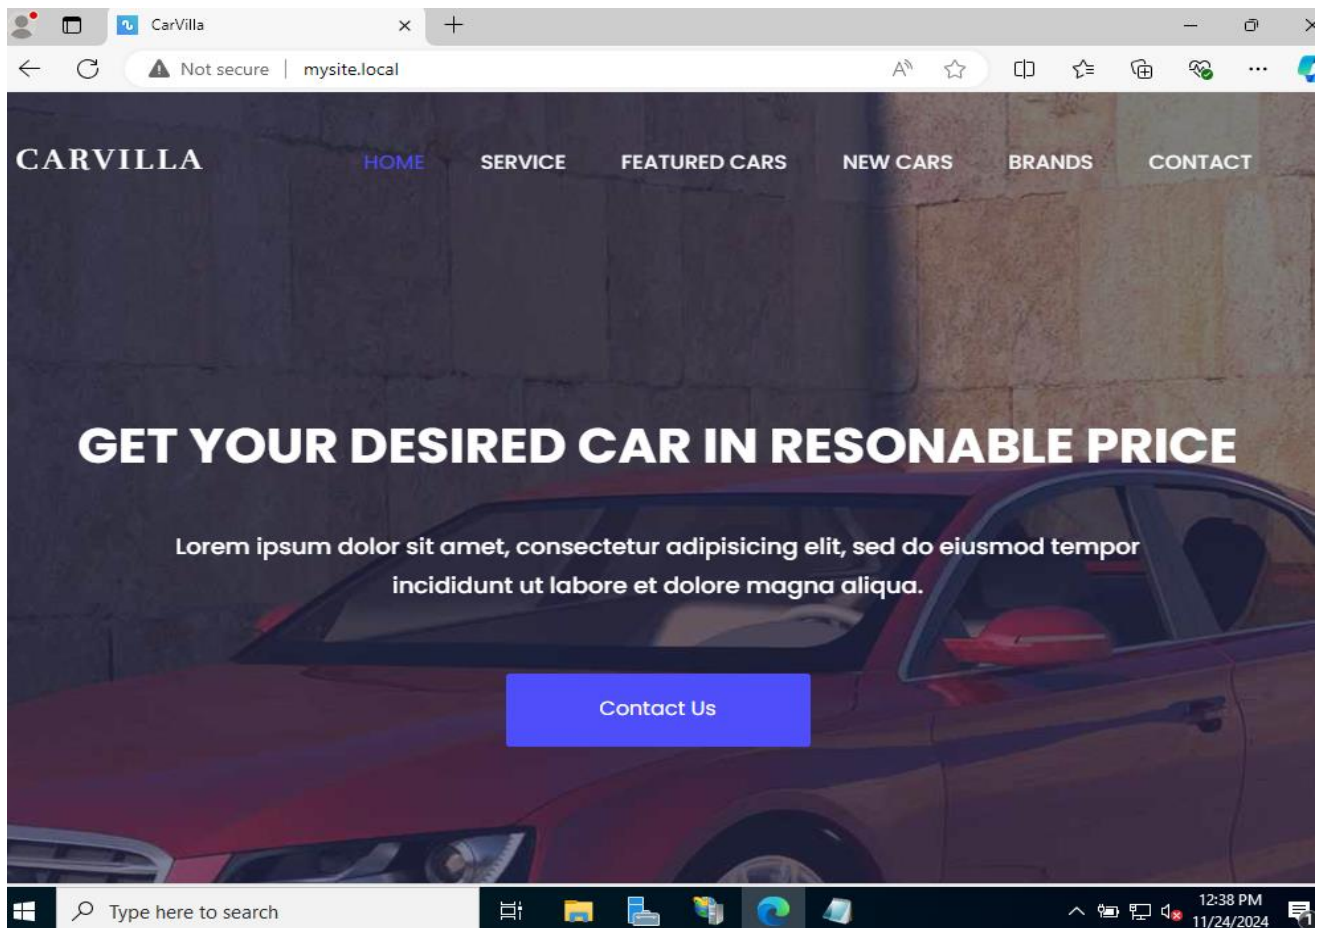 CarVilla
Not secure | mysite.local
CARVILLA HOME SERVICE FEATURED CARS NEW CARS BRANDS CONTACT
GET YOUR DESIRED CAR IN RESONABLE PRICE
Lorem ipsum dolor sit amet, consectetur adipisicing elit, sed do eiusmod tempor
incididunt ut labore et dolore magna aliqua.
Contact Us
Type here to search
12:38 PM
11/24/2024
1